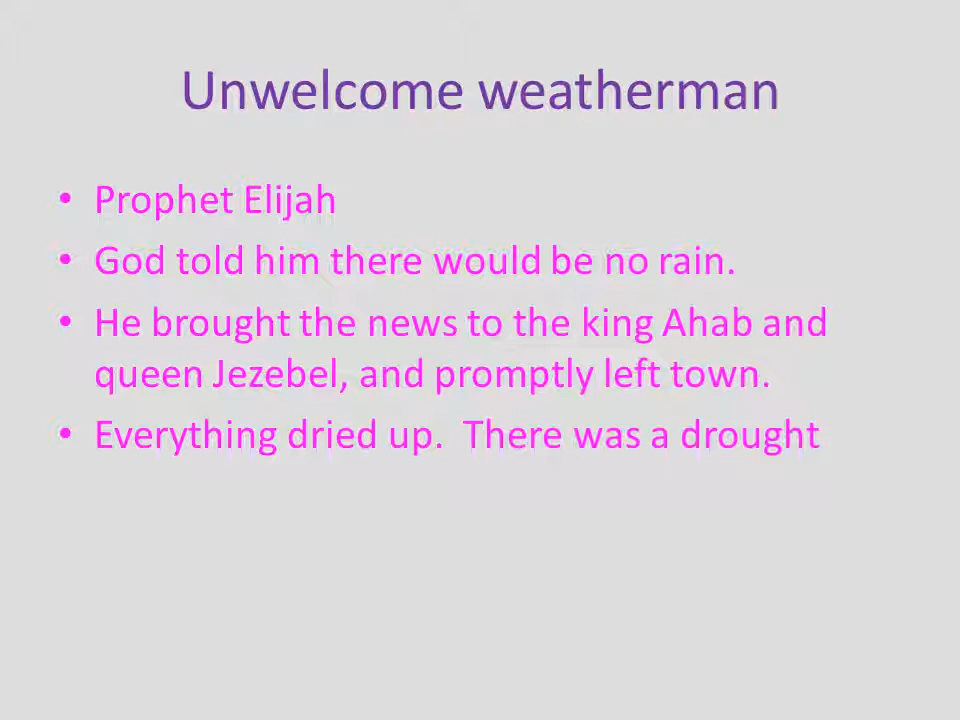 Unwelcome weatherman
• Prophet Elijah
• God told him there would be no rain.
• He brought the news to the king Ahab and
queen Jezebel, and promptly left town.
• Everything dried up.  There was a drought